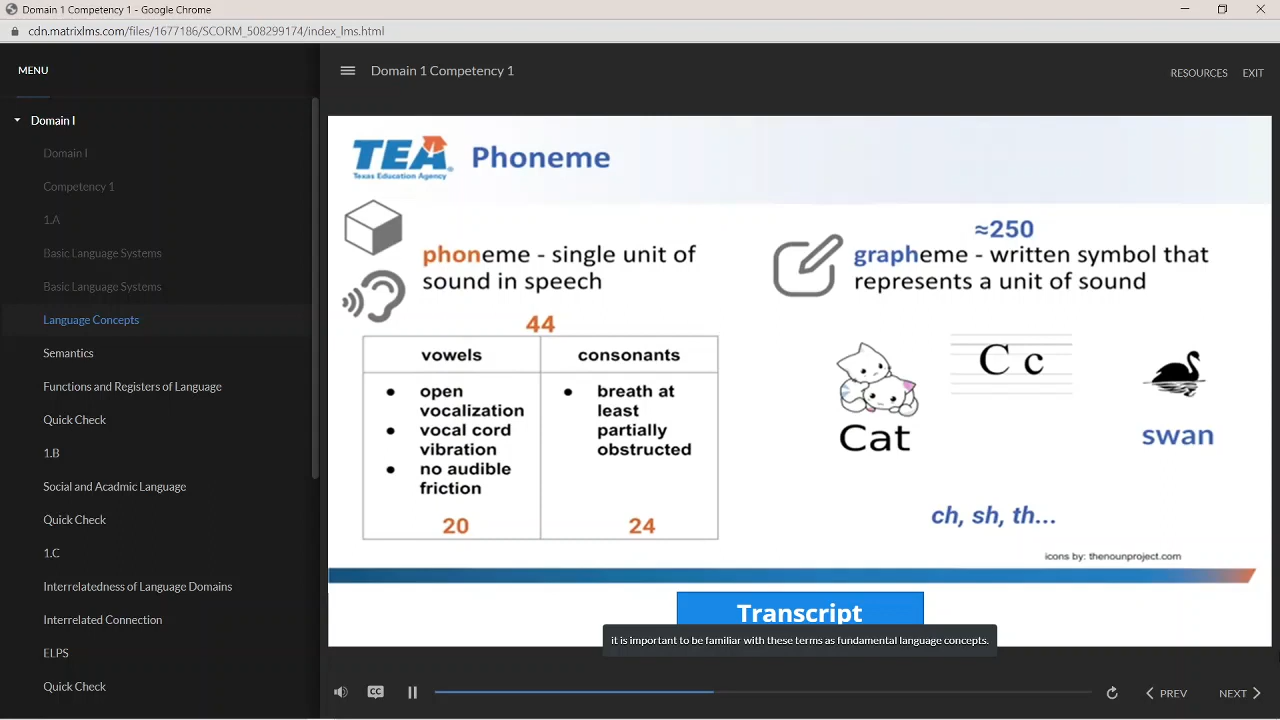 Domain 1 Competency 1 - Google Chrome
cdn.matrixlms.com/files/1677186/SCORM_508299174/index_lms.html
MENU
Domain I
Domain I
Competency 1
1.A
Basic Language Systems
Basic Language Systems
Language Concepts
Semantics
Functions and Registers of Language
Quick Check
1.B
Social and Acadmic Language
Quick Check
1.C
Interrelatedness of Language Domains
Interrelated Connection
ELPS
Quick Check
Domain 1 Competency 1
RESOURCES
EXIT
TEA
Texas Education Agency
Phoneme
phoneme - single unit of
sound in speech
44
vowels
consonants
• open
vocalization
• vocal cord
vibration
• no audible
friction
20
• breath at
least
partially
obstructed
24
≈250
grapheme - written symbol that
represents a unit of sound
Cat
C c
swan
ch, sh, th...
icons by: thenounproject.com
Transcript
it is important to be familiar with these terms as fundamental language concepts.
CC
PREV
NEXT